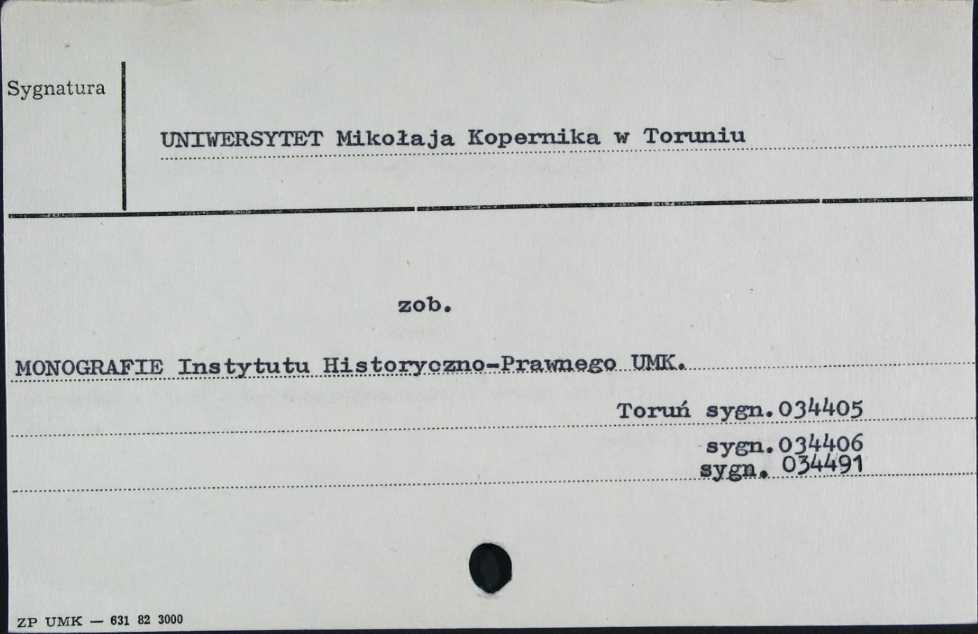 Sygnatura
UNIWERSYTET Mikołaja Kopernika w Toruniu
zob.
MONOGRAFIE Instytutu Historyczno-Prawnego UMK.
Toruń sygn. 034405
sygn. 034406
sygn. 034491
ZP UMK — 631 82 3000